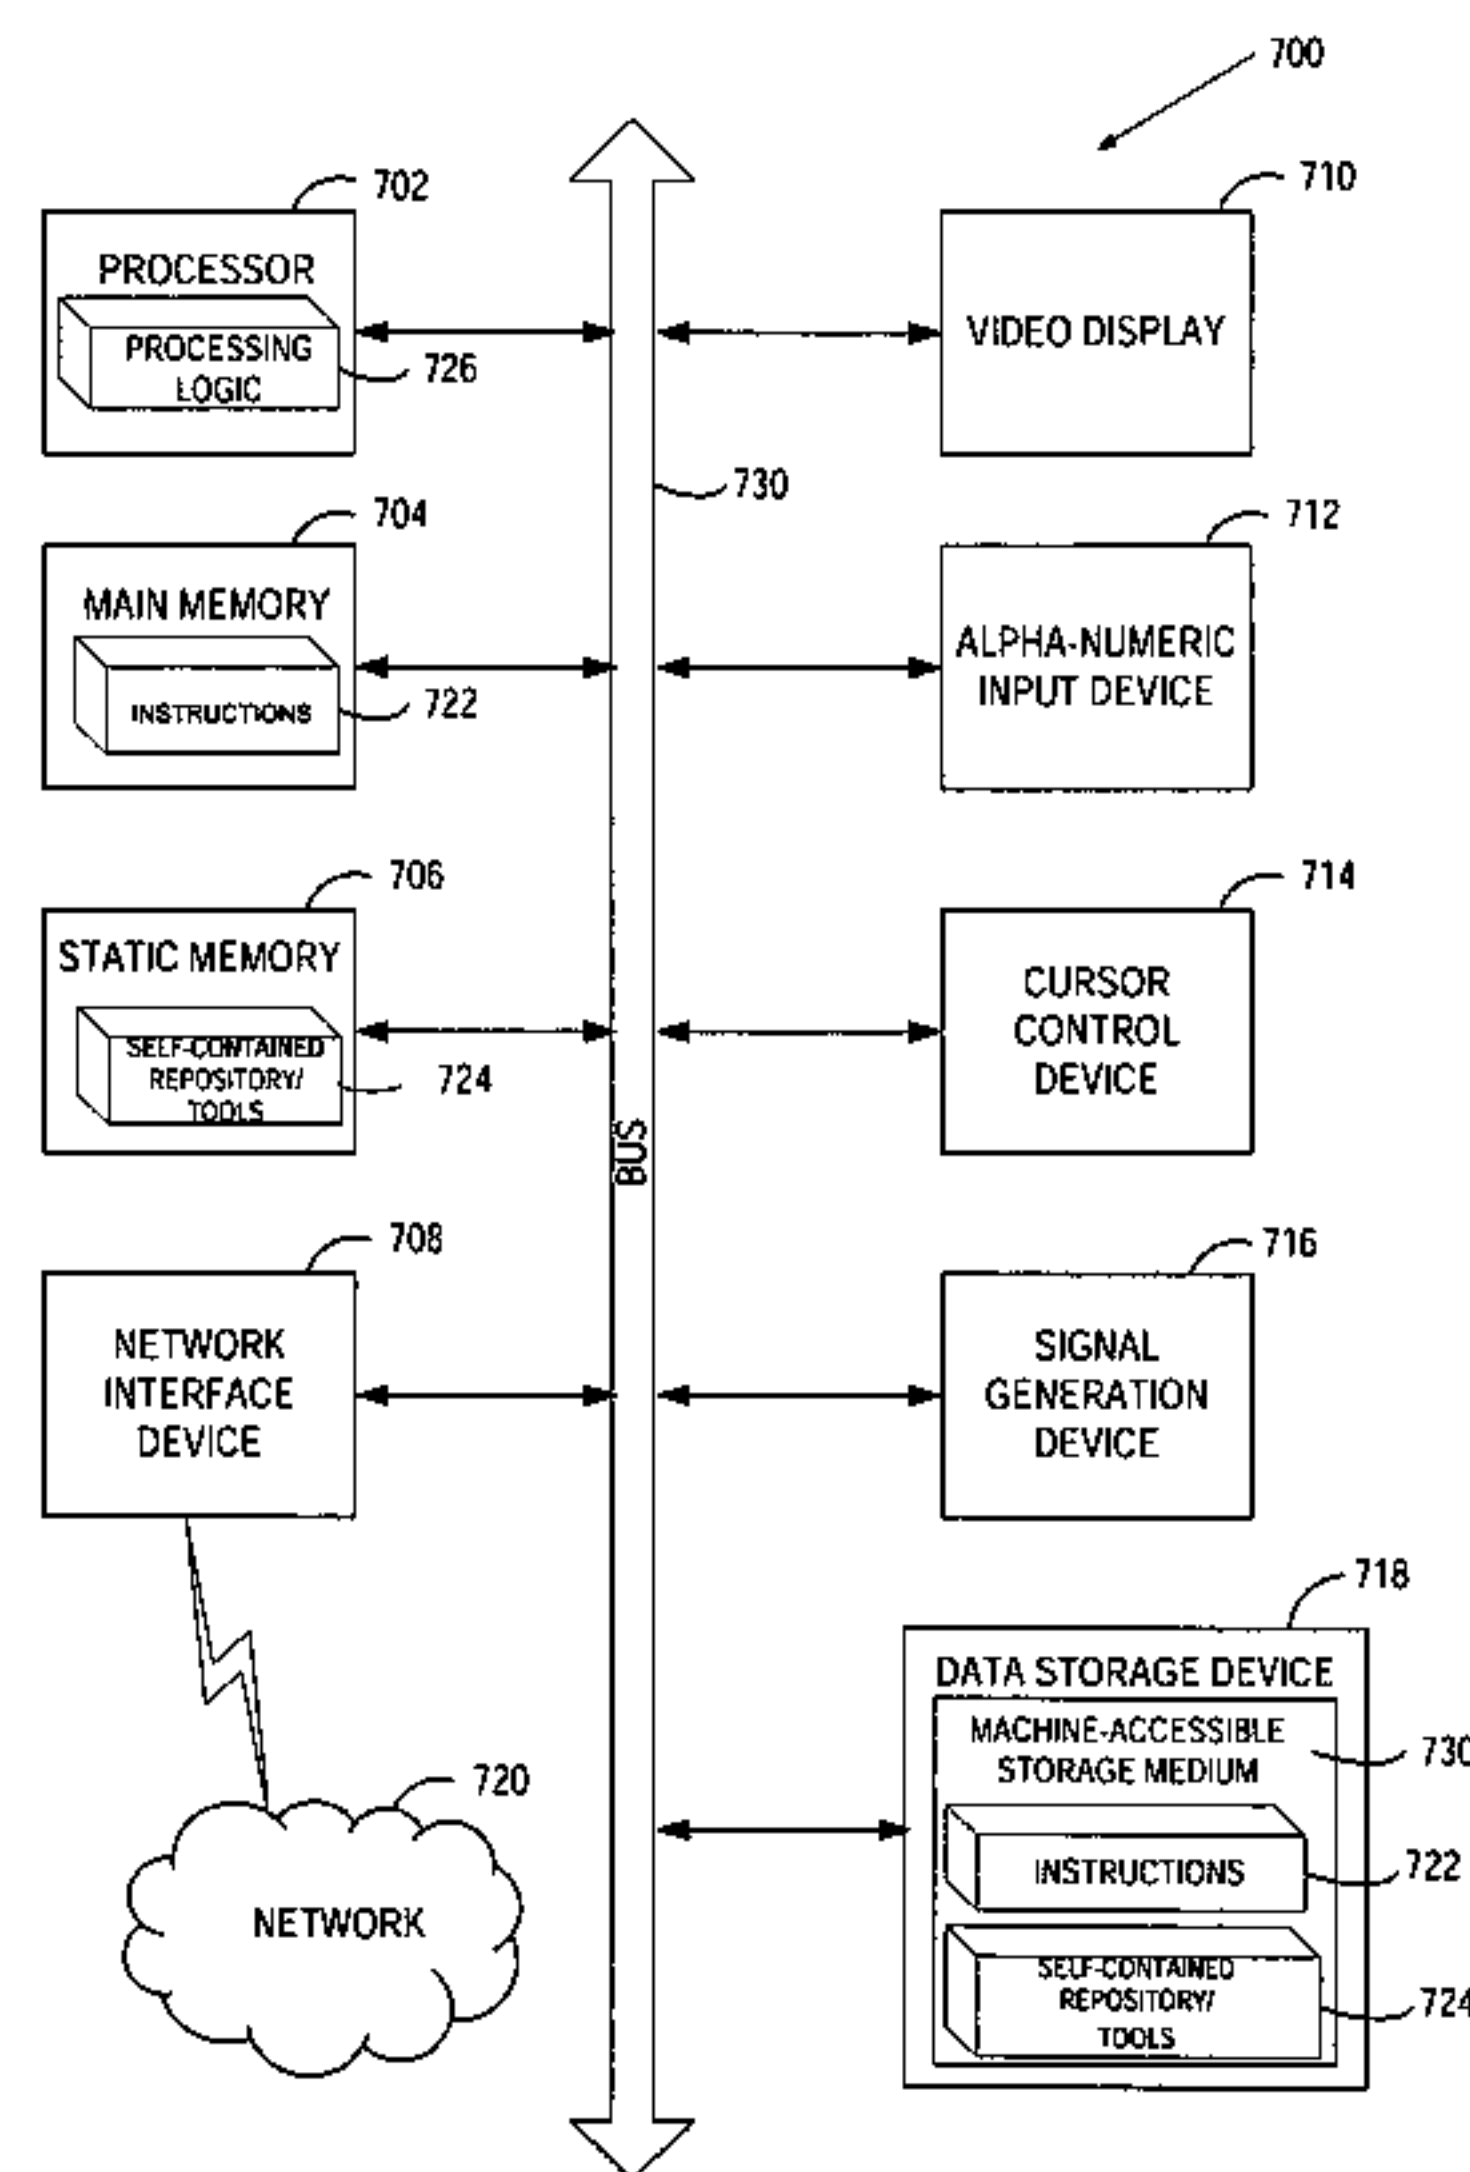 700
702
PROCESSOR
PROCESSING
LOGIC
726
710
VIDEO DISPLAY
730
704
MAIN MEMORY
INSTRUCTIONS
722
712
ALPHA-NUMERIC
INPUT DEVICE
706
STATIC MEMORY
SELF-CONTAINED
REPOSITORY/
TOOLS
724
714
CURSOR
CONTROL
DEVICE
BUS
708
NETWORK
INTERFACE
DEVICE
716
SIGNAL
GENERATION
DEVICE
718
DATA STORAGE DEVICE
MACHINE-ACCESSIBLE
STORAGE MEDIUM
730
INSTRUCTIONS
722
SELF-CONTAINED
REPOSITORY/
TOOLS
724
720
NETWORK